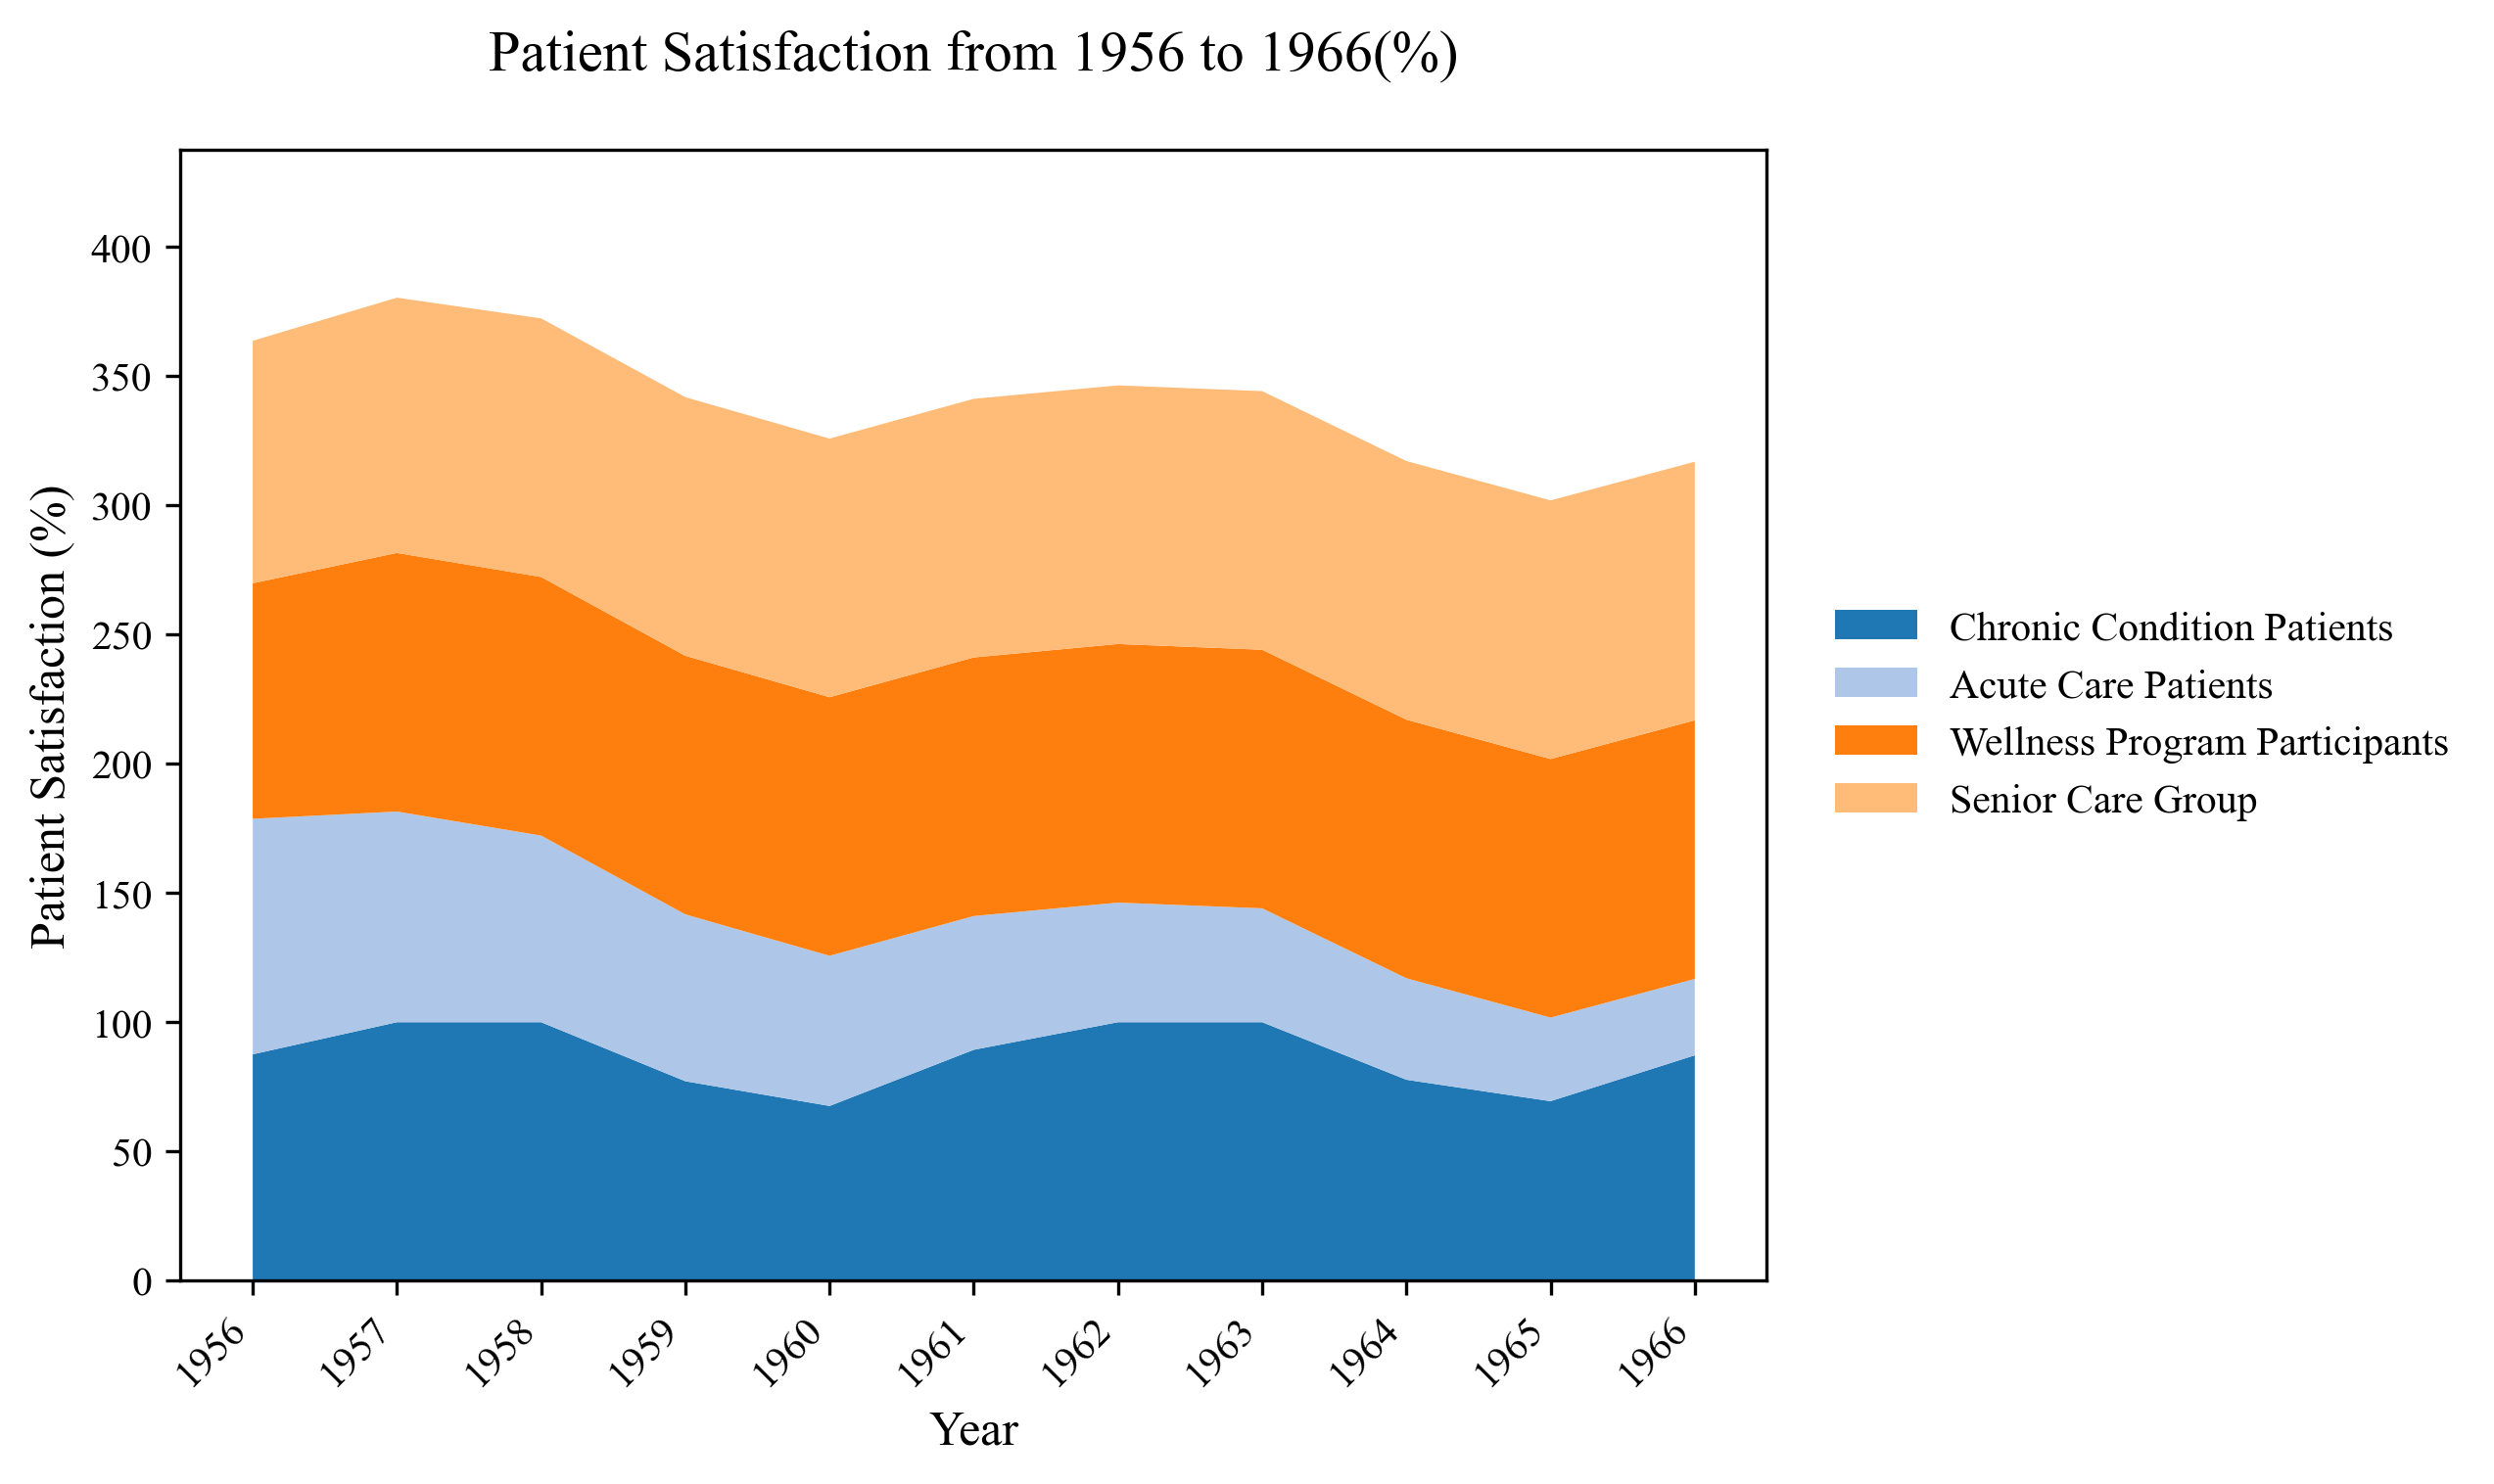 Patient Satisfaction from 1956 to 1966(%)
Patient Satisfaction (%)
400
350
300
250
200
150
100
50
0
1956
1957
1958
1959
1960
1961
1962
1963
1964
1965
1966
Year
Chronic Condition Patients
Acute Care Patients
Wellness Program Participants
Senior Care Group